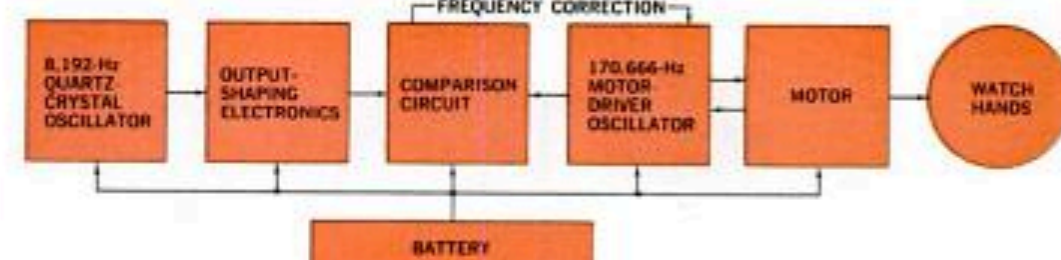 FREQUENCY CORRECTION
8,192-Hz
QUARTZ-
CRYSTAL
OSCILLATOR
OUTPUT-
SHAPING
ELECTRONICS
COMPARISON
CIRCUIT
170.666-Hz
MOTOR-
DRIVER
OSCILLATOR
MOTOR
WATCH
HANDS
BATTERY